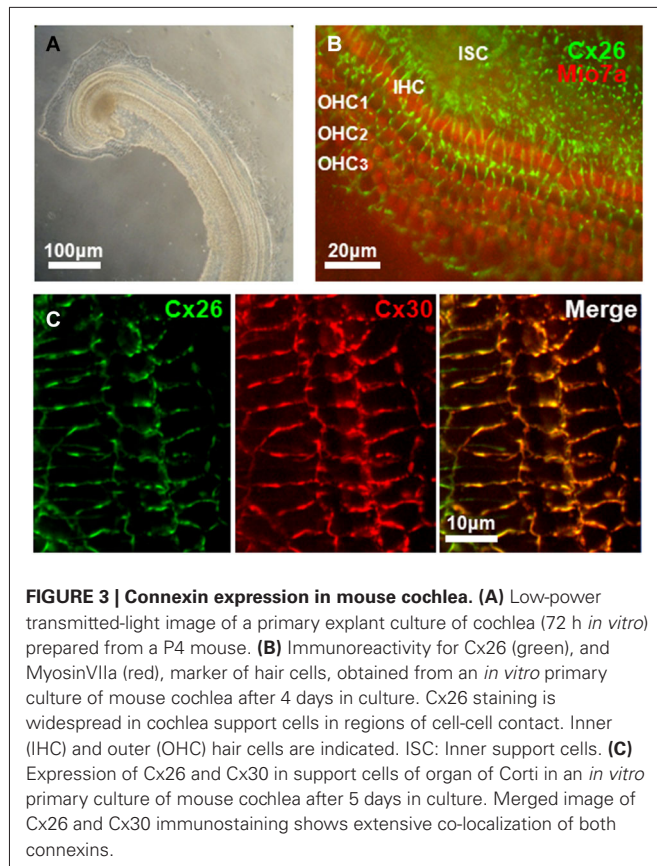 A
100µm
B
ISC
Cx26
Mio7a
IHC
OHC1
OHC2
OHC3
20µm
C
Cx26
Cx30
Merge
10µm
FIGURE 3 | Connexin expression in mouse cochlea. (A) Low-power
transmitted-light image of a primary explant culture of cochlea (72 h in vitro)
prepared from a P4 mouse. (B) Immunoreactivity for Cx26 (green), and
MyosinVIIa (red), marker of hair cells, obtained from an in vitro primary
culture of mouse cochlea after 4 days in culture. Cx26 staining is
widespread in cochlea support cells in regions of cell-cell contact. Inner
(IHC) and outer (OHC) hair cells are indicated. ISC: Inner support cells. (C)
Expression of Cx26 and Cx30 in support cells of organ of Corti in an in vitro
primary culture of mouse cochlea after 5 days in culture. Merged image of
Cx26 and Cx30 immunostaining shows extensive co-localization of both
connexins.